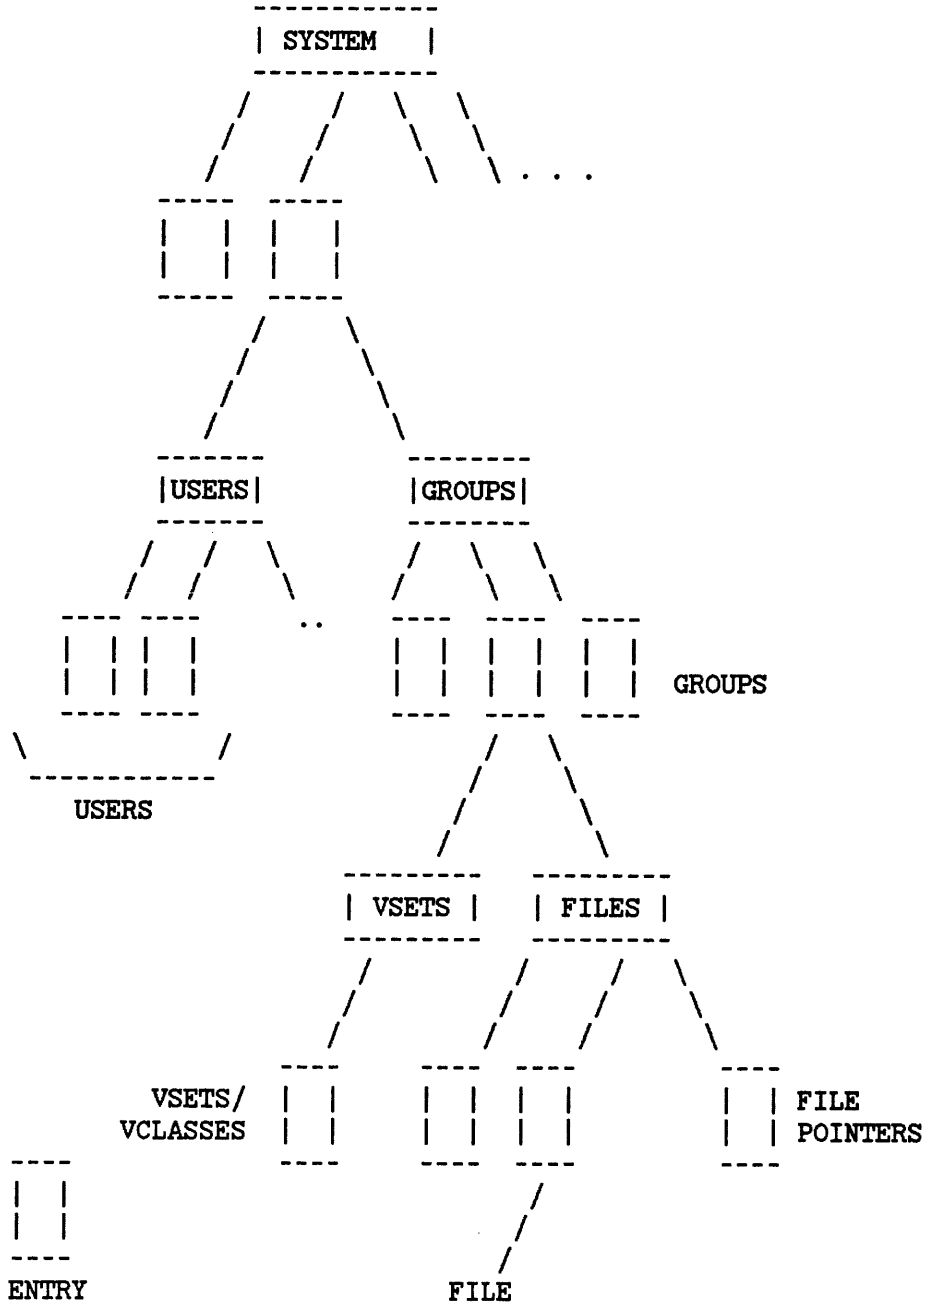 SYSTEM
USERS
GROUPS
GROUPS
USERS
VSETS
FILES
VSETS/
VCLASSES
FILE
POINTERS
ENTRY
FILE